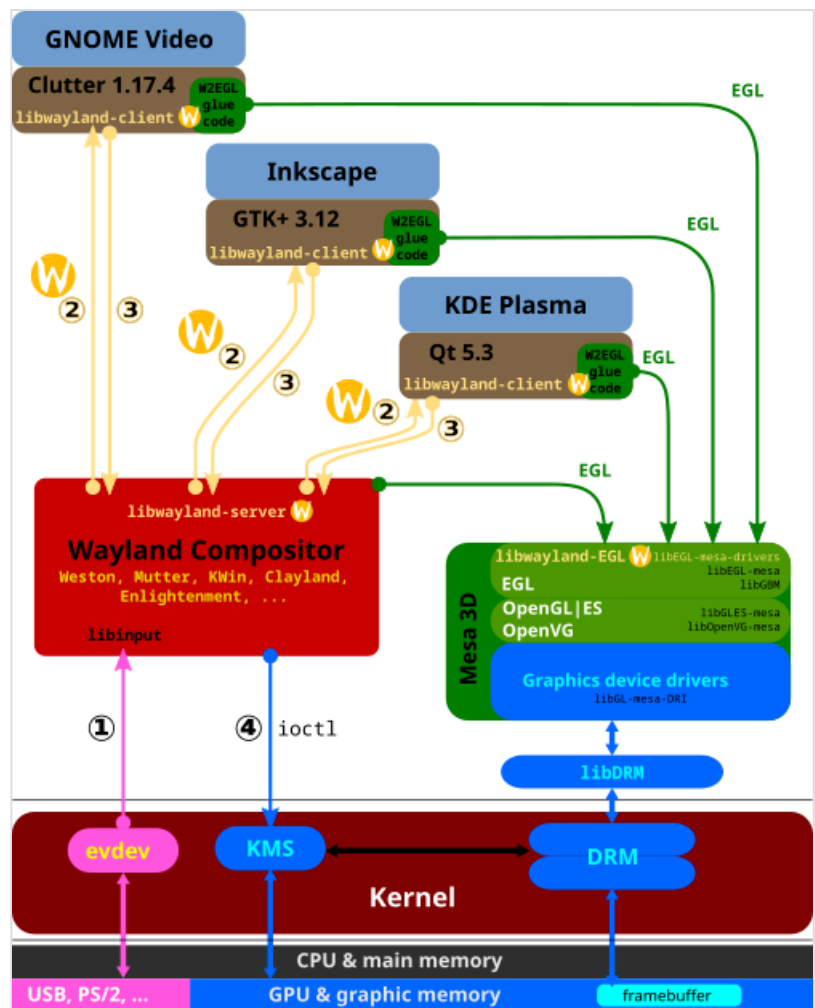 GNOME Video
Clutter 1.17.4
libwayland-client W
W2EGL
glue
code
EGL
Inkscape
GTK+ 3.12
libwayland-client W
W2EGL
glue
code
EGL
KDE Plasma
Qt 5.3
libwayland-client W
W2EGL
glue
code
EGL
W
② ③
W
② ③
W
② ③
EGL
libwayland-server W
Wayland Compositor
Weston, Mutter, KWin, Clayland,
Enlightenment, ...
libinput
Mesa 3D
libwayland-EGL W libEGL-mesa-drivers
libEGL-mesa
EGL libGBM
OpenGL|ES libGLES-mesa
OpenVG libOpenVG-mesa
Graphics device drivers
libGL-mesa-DRI
① ④ ioctl
libDRM
evdev
KMS
DRM
Kernel
CPU & main memory
USB, PS/2, ...
GPU & graphic memory
framebuffer